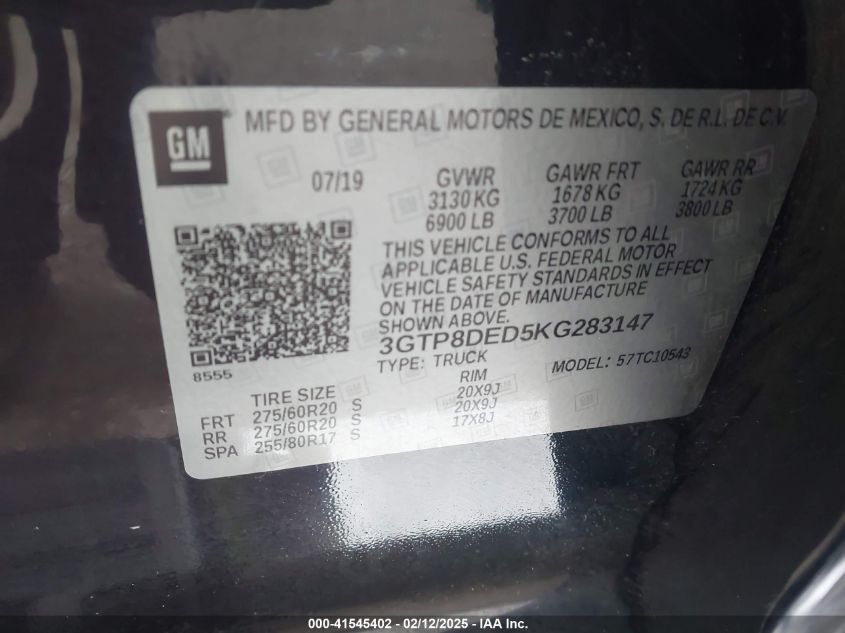 GM
MFD BY GENERAL MOTORS DE MEXICO, S. DE R.L. DE C.V.
07/19 GVWR GAWR FRT GAWR RR
3130 KG 1678 KG 1724 KG
6900 LB 3700 LB 3800 LB
THIS VEHICLE CONFORMS TO ALL
APPLICABLE U.S. FEDERAL MOTOR
VEHICLE SAFETY STANDARDS IN EFFECT
ON THE DATE OF MANUFACTURE
SHOWN ABOVE.
3GTP8DED5KG283147
TYPE: TRUCK MODEL: 57TC10543
8555
TIRE SIZE RIM
FRT 275/60R20 S 20X9J
RR 275/60R20 S 20X9J
SPA 255/80R17 S 17X8J
000-41545402 - 02/12/2025 - IAAI.COM.